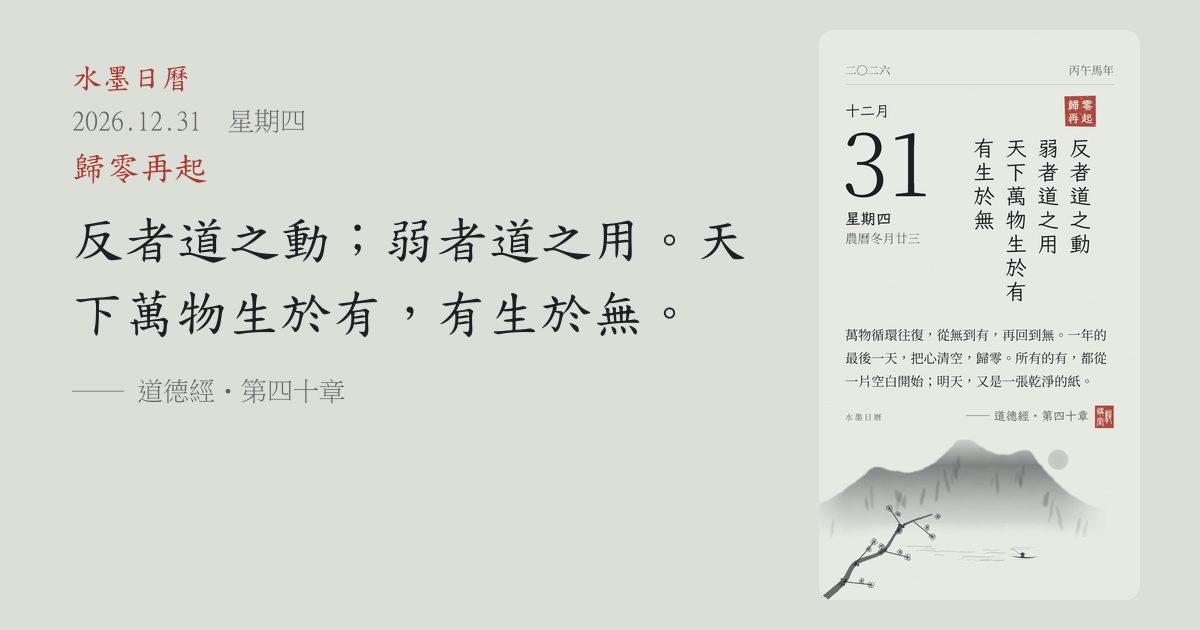 水墨日曆
2026.12.31 星期四
歸零再起
反者道之動；弱者道之用。天
下萬物生於有，有生於無。
—— 道德經・第四十章
二〇二六
丙午馬年
十二月
31
星期四
農曆冬月廿三
歸零
再起
反者道之動
弱者道之用
天下萬物生於有
有生於無
萬物循環往復，從無到有，再回到無。一年的
最後一天，把心清空，歸零。所有的有，都從
一片空白開始；明天，又是一張乾淨的紙。
水墨日曆
—— 道德經・第四十章